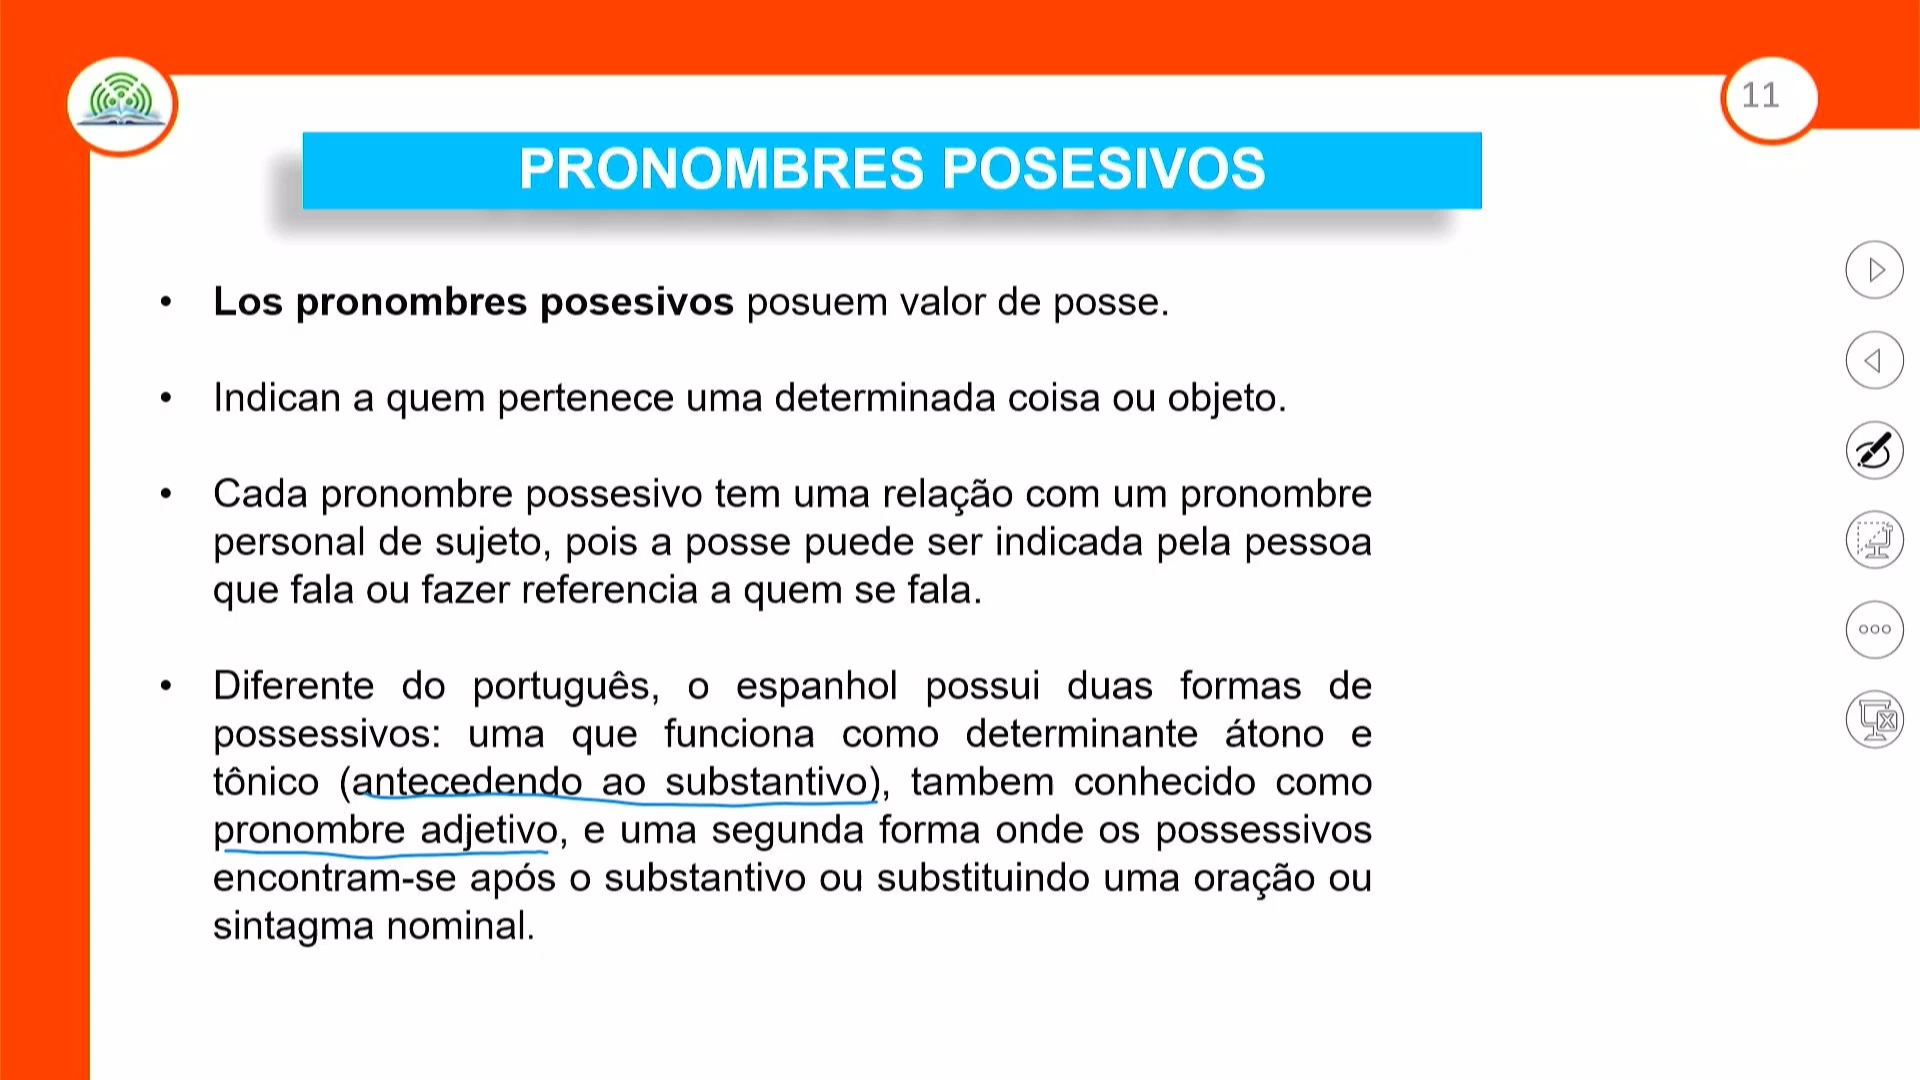 11
PRONOMBRES POSESIVOS
• Los pronombres posesivos posuem valor de posse.
• Indican a quem pertenece uma determinada coisa ou objeto.
• Cada pronombre possesivo tem uma relação com um pronombre
personal de sujeto, pois a posse puede ser indicada pela pessoa
que fala ou fazer referencia a quem se fala.
• Diferente do português, o espanhol possui duas formas de
possessivos: uma que funciona como determinante átono e
tônico (antecedendo ao substantivo), tambem conhecido como
pronombre adjetivo, e uma segunda forma onde os possessivos
encontram-se após o substantivo ou substituindo uma oração ou
sintagma nominal.